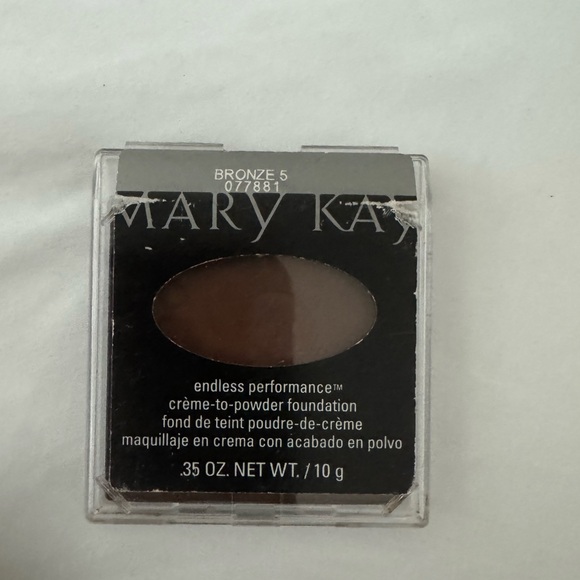 BRONZE 5
077881
MARY KAY
endless performance™
crème-to-powder foundation
fond de teint poudre-de-crème
maquillaje en crema con acabado en polvo
.35 OZ. NET WT. / 10 g